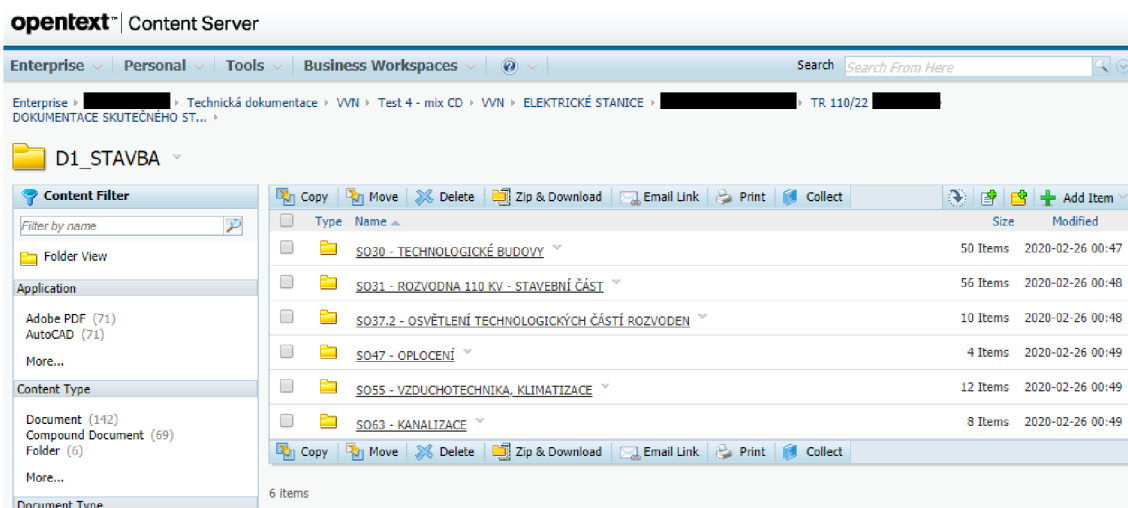 opentext™ | Content Server
Enterprise Personal Tools Business Workspaces Search Search From Here
Enterprise › › Technická dokumentace › VVN › Test 4 - mix CD › VVN › ELEKTRICKÉ STANICE › › TR 110/22 ›
DOKUMENTACE SKUTEČNÉHO ST... ›
D1_STAVBA
Content Filter
Filter by name
Folder View
Application
Adobe PDF (71)
AutoCAD (71)
More...
Content Type
Document (142)
Compound Document (69)
Folder (6)
More...
Document Type
Copy Move Delete Zip & Download Email Link Print Collect Add Item
Type Name Size Modified
SO30 - TECHNOLOGICKÉ BUDOVY 50 Items 2020-02-26 00:47
SO31 - ROZVODNA 110 KV - STAVEBNÍ ČÁST 56 Items 2020-02-26 00:48
SO37.2 - OSVĚTLENÍ TECHNOLOGICKÝCH ČÁSTÍ ROZVODEN 10 Items 2020-02-26 00:48
SO47 - OPLOCENÍ 4 Items 2020-02-26 00:49
SO55 - VZDUCHOTECHNIKA, KLIMATIZACE 12 Items 2020-02-26 00:49
SO63 - KANALIZACE 8 Items 2020-02-26 00:49
Copy Move Delete Zip & Download Email Link Print Collect
6 items